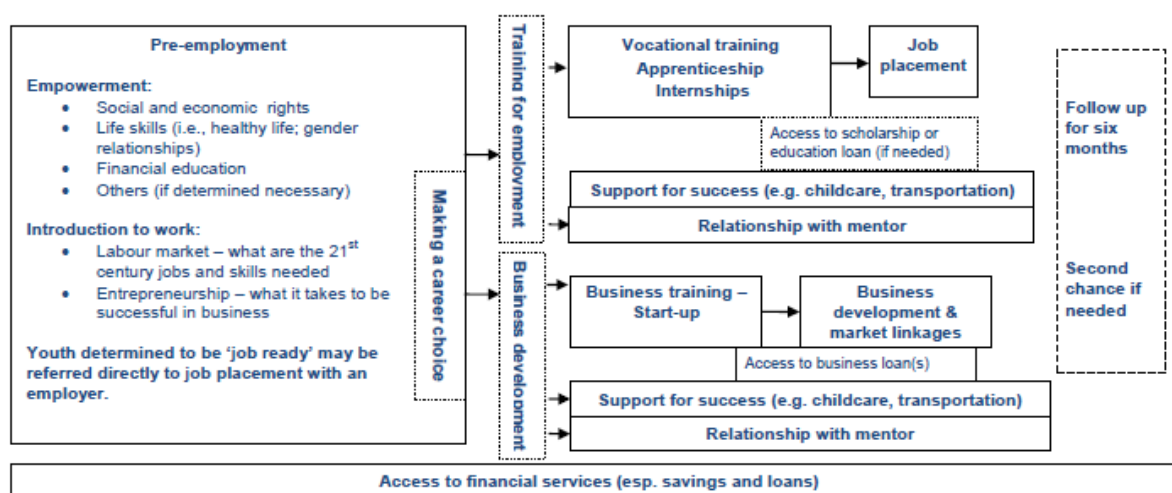 Pre-employment
Empowerment:
• Social and economic rights
• Life skills (i.e., healthy life; gender
relationships)
• Financial education
• Others (if determined necessary)
Introduction to work:
• Labour market – what are the 21st
century jobs and skills needed
• Entrepreneurship – what it takes to be
successful in business
Youth determined to be ‘job ready’ may be
referred directly to job placement with an
employer.
Making a career choice
Training for employment
Vocational training
Apprenticeship
Internships
Job
placement
Access to scholarship or
education loan (if needed)
Support for success (e.g. childcare, transportation)
Relationship with mentor
Business development
Business training –
Start-up
Business
development &
market linkages
Access to business loan(s)
Support for success (e.g. childcare, transportation)
Relationship with mentor
Follow up
for six
months
Second
chance if
needed
Access to financial services (esp. savings and loans)